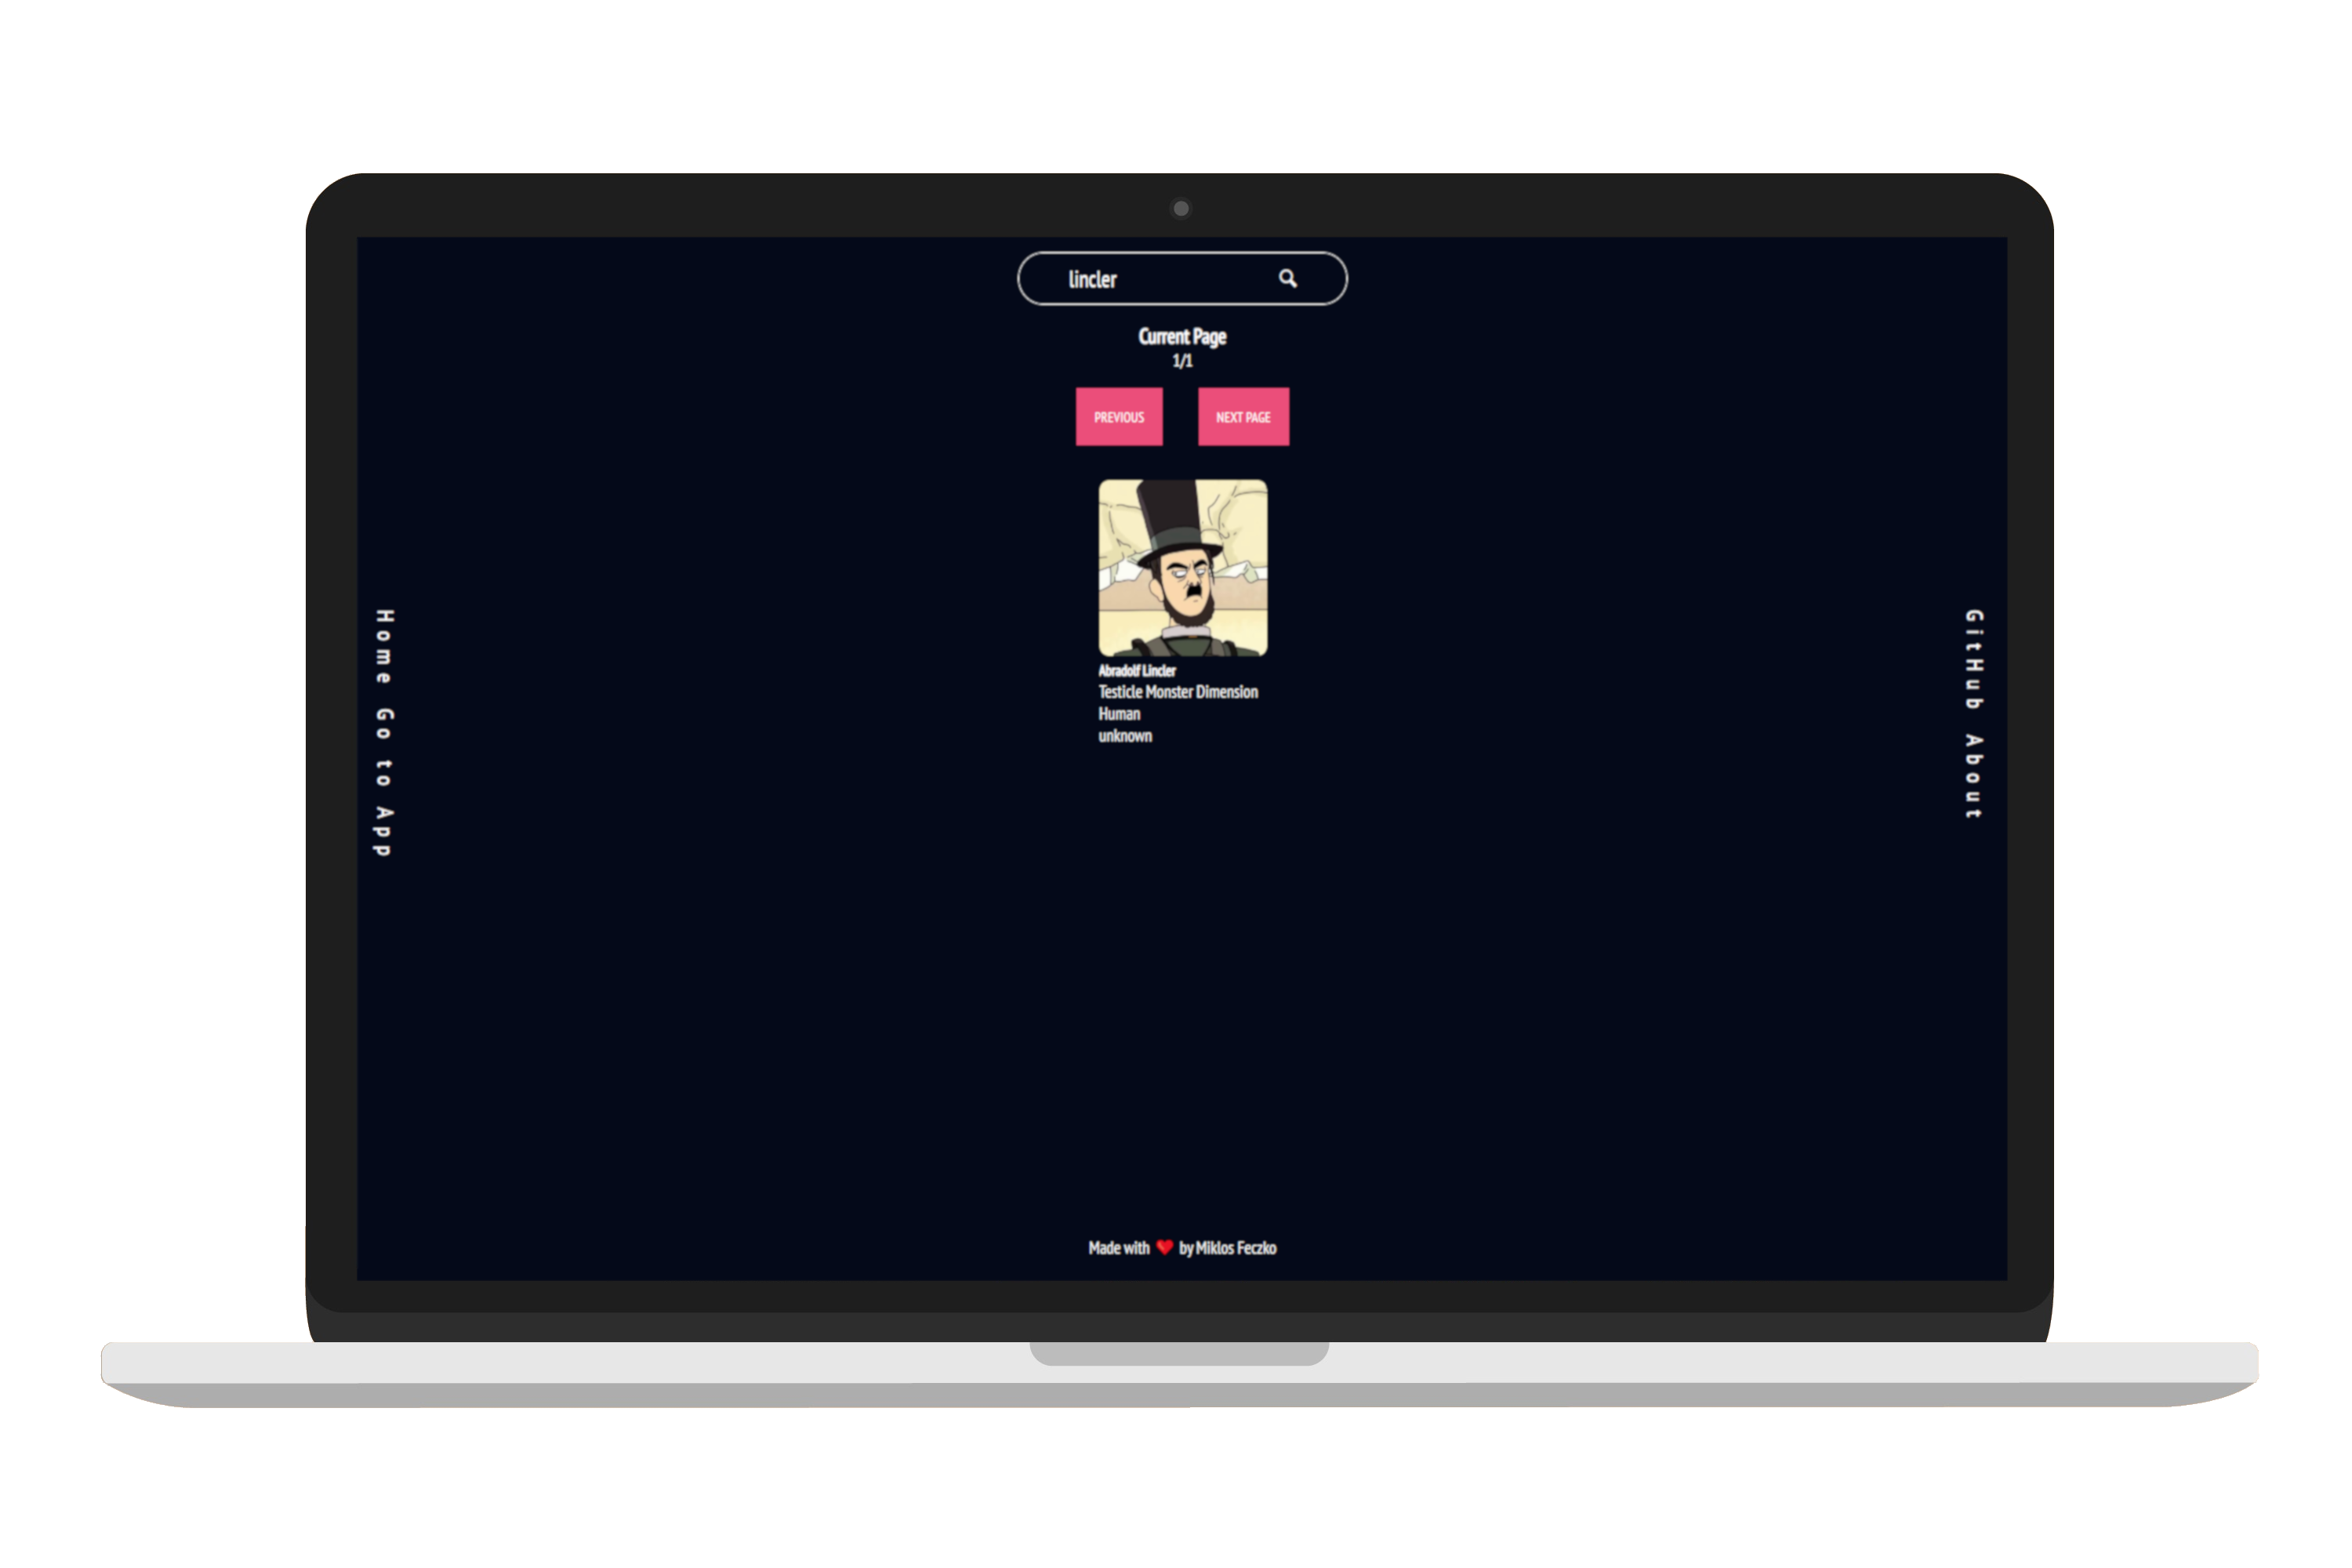 lincler
Current Page
1/1
PREVIOUS
NEXT PAGE
Abradolf Lincler
Testicle Monster Dimension
Human
unknown
Home Go to App
GitHub About
Made with ❤ by Miklos Feczko